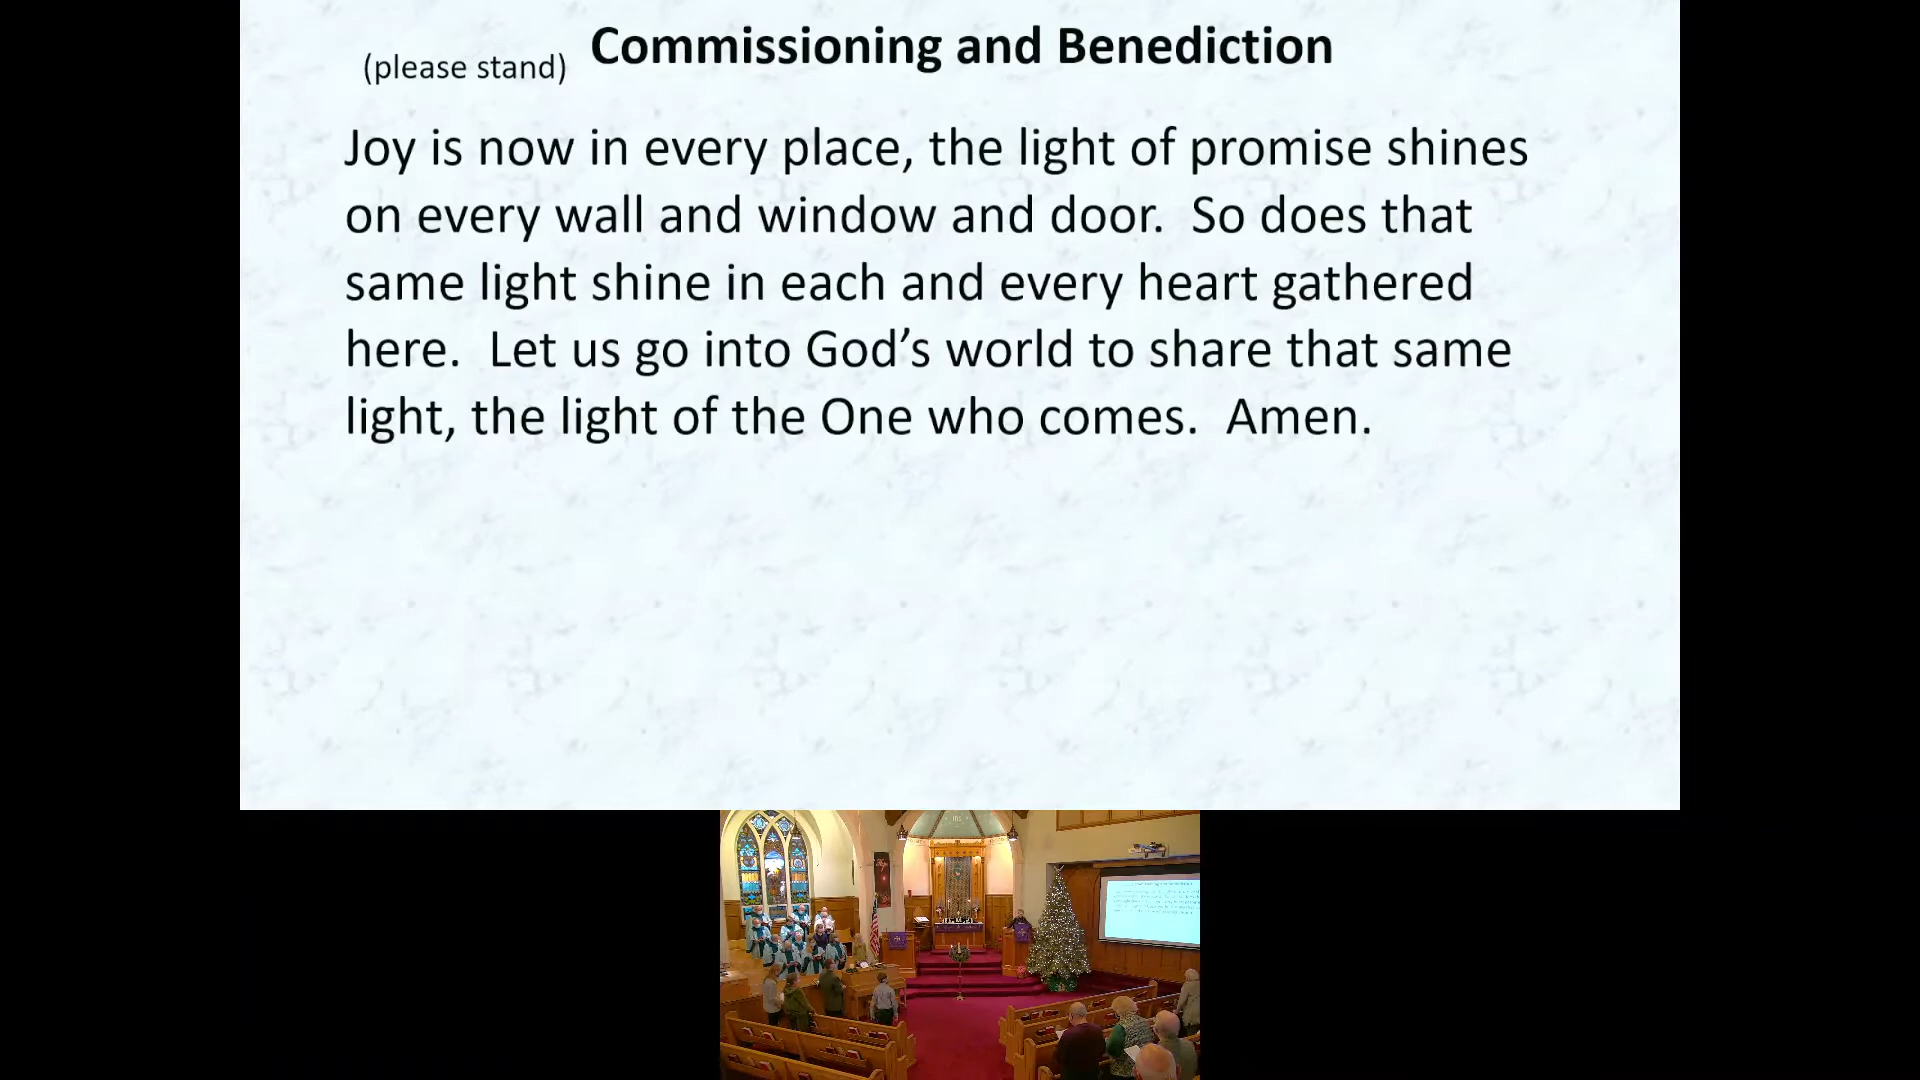 (please stand) Commissioning and Benediction
Joy is now in every place, the light of promise shines
on every wall and window and door.  So does that
same light shine in each and every heart gathered
here.  Let us go into God’s world to share that same
light, the light of the One who comes.  Amen.